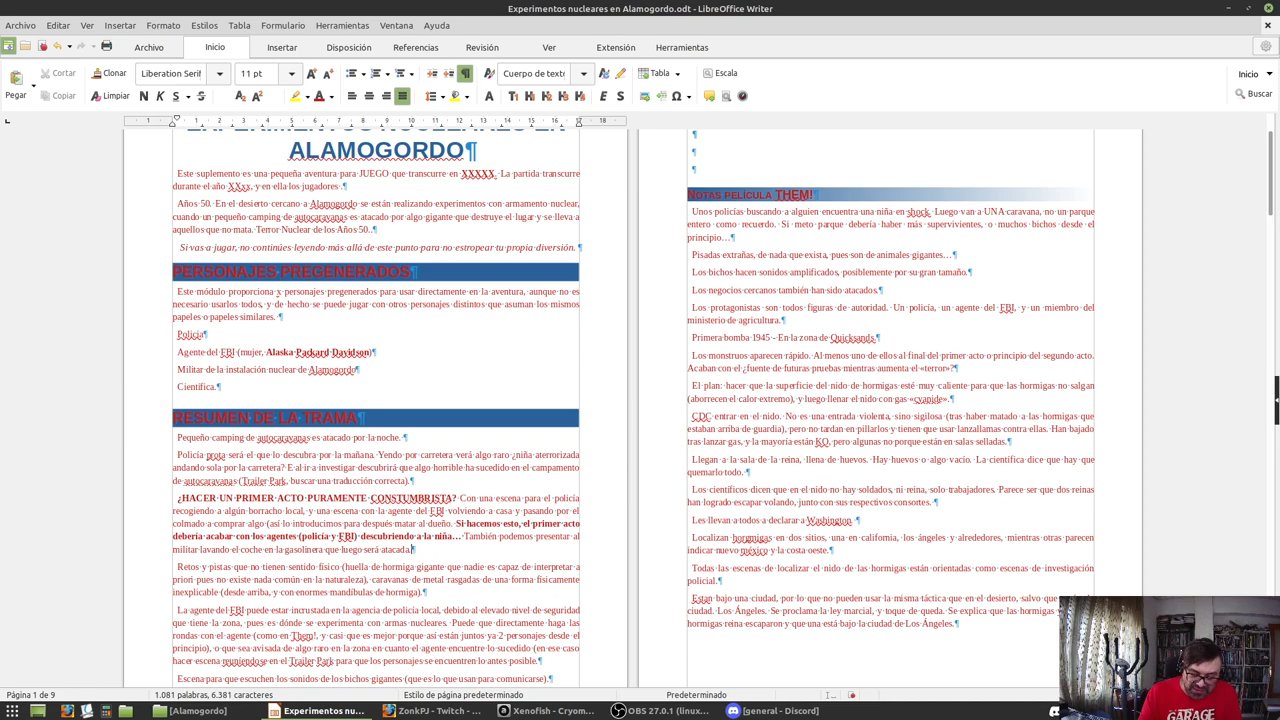 Experimentos nucleares en Alamogordo.odt - LibreOffice Writer
Archivo Editar Ver Insertar Formato Estilos Tabla Formulario Herramientas Ventana Ayuda
Archivo Inicio Insertar Disposición Referencias Revisión Ver Extensión Herramientas
Cortar Clonar Liberation Serif 11 pt Cuerpo de texto Tabla Escala Inicio
Pegar Copiar Limpiar Buscar
EXPERIMENTOS NUCLEARES EN
ALAMOGORDO¶
Este suplemento es una pequeña aventura para JUEGO que transcurre en XXXXX. La partida transcurre
durante el año XXxx, y en ella los jugadores .¶
Años 50. En el desierto cercano a Alamogordo se están realizando experimentos con armamento nuclear,
cuando un pequeño camping de autocaravanas es atacado por algo gigante que destruye el lugar y se lleva a
aquellos que no mata. Terror Nuclear de los Años 50..¶
Si vas a jugar, no continúes leyendo más allá de este punto para no estropear tu propia diversión. ¶
PERSONAJES PREGENERADOS¶
Este módulo proporciona x personajes pregenerados para usar directamente en la aventura, aunque no es
necesario usarlos todos, y de hecho se puede jugar con otros personajes distintos que asuman los mismos
papeles o papeles similares. ¶
Policía¶
Agente del FBI (mujer, Alaska Packard Davidson)¶
Militar de la instalación nuclear de Alamogordo¶
Científica.¶
RESUMEN DE LA TRAMA¶
Pequeño camping de autocaravanas es atacado por la noche. ¶
Policía prota será el que lo descubra por la mañana. Yendo por carretera verá algo raro ¿niña aterrorizada
andando sola por la carretera? E al ir a investigar descubrirá que algo horrible ha sucedido en el campamento
de autocaravanas (Trailer Park, buscar una traducción correcta).¶
¿HACER UN PRIMER ACTO PURAMENTE CONSTUMBRISTA? Con una escena para el policía
recogiendo a algún borracho local, y una escena con la agente del FBI volviendo a casa y pasando por el
colmado a comprar algo (así lo introducimos para después matar al dueño. Si hacemos esto, el primer acto
debería acabar con los agentes (policía y FBI) descubriendo a la niña… También podemos presentar al
militar lavando el coche en la gasolinera que luego será atacada.¶
Retos y pistas que no tienen sentido físico (huella de hormiga gigante que nadie es capaz de interpretar a
priori pues no existe nada común en la naturaleza), caravanas de metal rasgadas de una forma físicamente
inexplicable (desde arriba, y con enormes mandíbulas de hormiga).¶
La agente del FBI puede estar incrustada en la agencia de policía local, debido al elevado nivel de seguridad
que tiene la zona, pues es dónde se experimenta con armas nucleares. Puede que directamente haga las
rondas con el agente (como en Them!, y casi que es mejor porque así están juntos ya 2 personajes desde el
principio), o que sea avisada de algo raro en la zona en cuanto el agente encuentre lo sucedido (en ese caso
hacer escena reuniéndose en el Trailer Park para que los personajes se encuentren lo antes posible.¶
Escena para que escuchen los sonidos de los bichos gigantes (que es lo que usan para comunicarse).¶
NOTAS PELÍCULA THEM!¶
Unos policías buscando a alguien encuentra una niña en shock. Luego van a UNA caravana, no un parque
entero como recuerdo. Si meto parque debería haber más supervivientes, o muchos bichos desde el
principio…¶
Pisadas extrañas, de nada que exista, pues son de animales gigantes…¶
Los bichos hacen sonidos amplificados, posiblemente por su gran tamaño.¶
Los negocios cercanos también han sido atacados.¶
Los protagonistas son todos figuras de autoridad. Un policía, un agente del FBI, y un miembro del
ministerio de agricultura.¶
Primera bomba 1945 - En la zona de Quicksands.¶
Los monstruos aparecen rápido. Al menos uno de ellos al final del primer acto o principio del segundo acto.
Acaban con el ¿fuente de futuras pruebas mientras aumenta el «terror»?¶
El plan: hacer que la superficie del nido de hormigas esté muy caliente para que las hormigas no salgan
(aborrecen el calor extremo), y luego llenar el nido con gas «cyanide».¶
CDC entrar en el nido. No es una entrada violenta, sino sigilosa (tras haber matado a las hormigas que
estaban arriba de guardia), pero no tardan en pillarlos y tienen que usar lanzallamas contra ellas. Han bajado
tras lanzar gas, y la mayoría están KO, pero algunas no porque están en salas selladas.¶
Llegan a la sala de la reina, llena de huevos. Hay huevos o algo vacío. La científica dice que hay que
quemarlo todo. ¶
Los científicos dicen que en el nido no hay soldados, ni reina, solo trabajadores. Parece ser que dos reinas
han logrado escapar volando, junto con sus respectivos consortes. ¶
Les llevan a todos a declarar a Washington. ¶
Localizan horgmigas en dos sitios, una en california, los ángeles y alrededores, mientras otras parecen
indicar nuevo méxico y la costa oeste.¶
Todas las escenas de localizar el nido de las hormigas están orientadas como escenas de investigación
policial.¶
Estan bajo una ciudad, por lo que no pueden usar la misma táctica que en el desierto, salvo que
ciudad. Los Ángeles. Se proclama la ley marcial, y toque de queda. Se explica que las hormigas
hormigas reina escaparon y que una está bajo la ciudad de Los Ángeles.¶
Página 1 de 9 1.081 palabras, 6.381 caracteres Estilo de página predeterminado Predeterminado
[Alamogordo] Experimentos nu... ZonkPJ - Twitch - ... Xenofish - Cryom... OBS 27.0.1 (linux... [general - Discord]
GARAGE